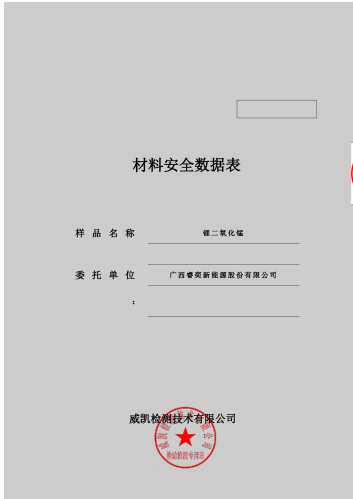 材料安全数据表
样品名称 锂二氧化锰
委托单位 广西睿奕新能源股份有限公司
:
威凯检测技术有限公司